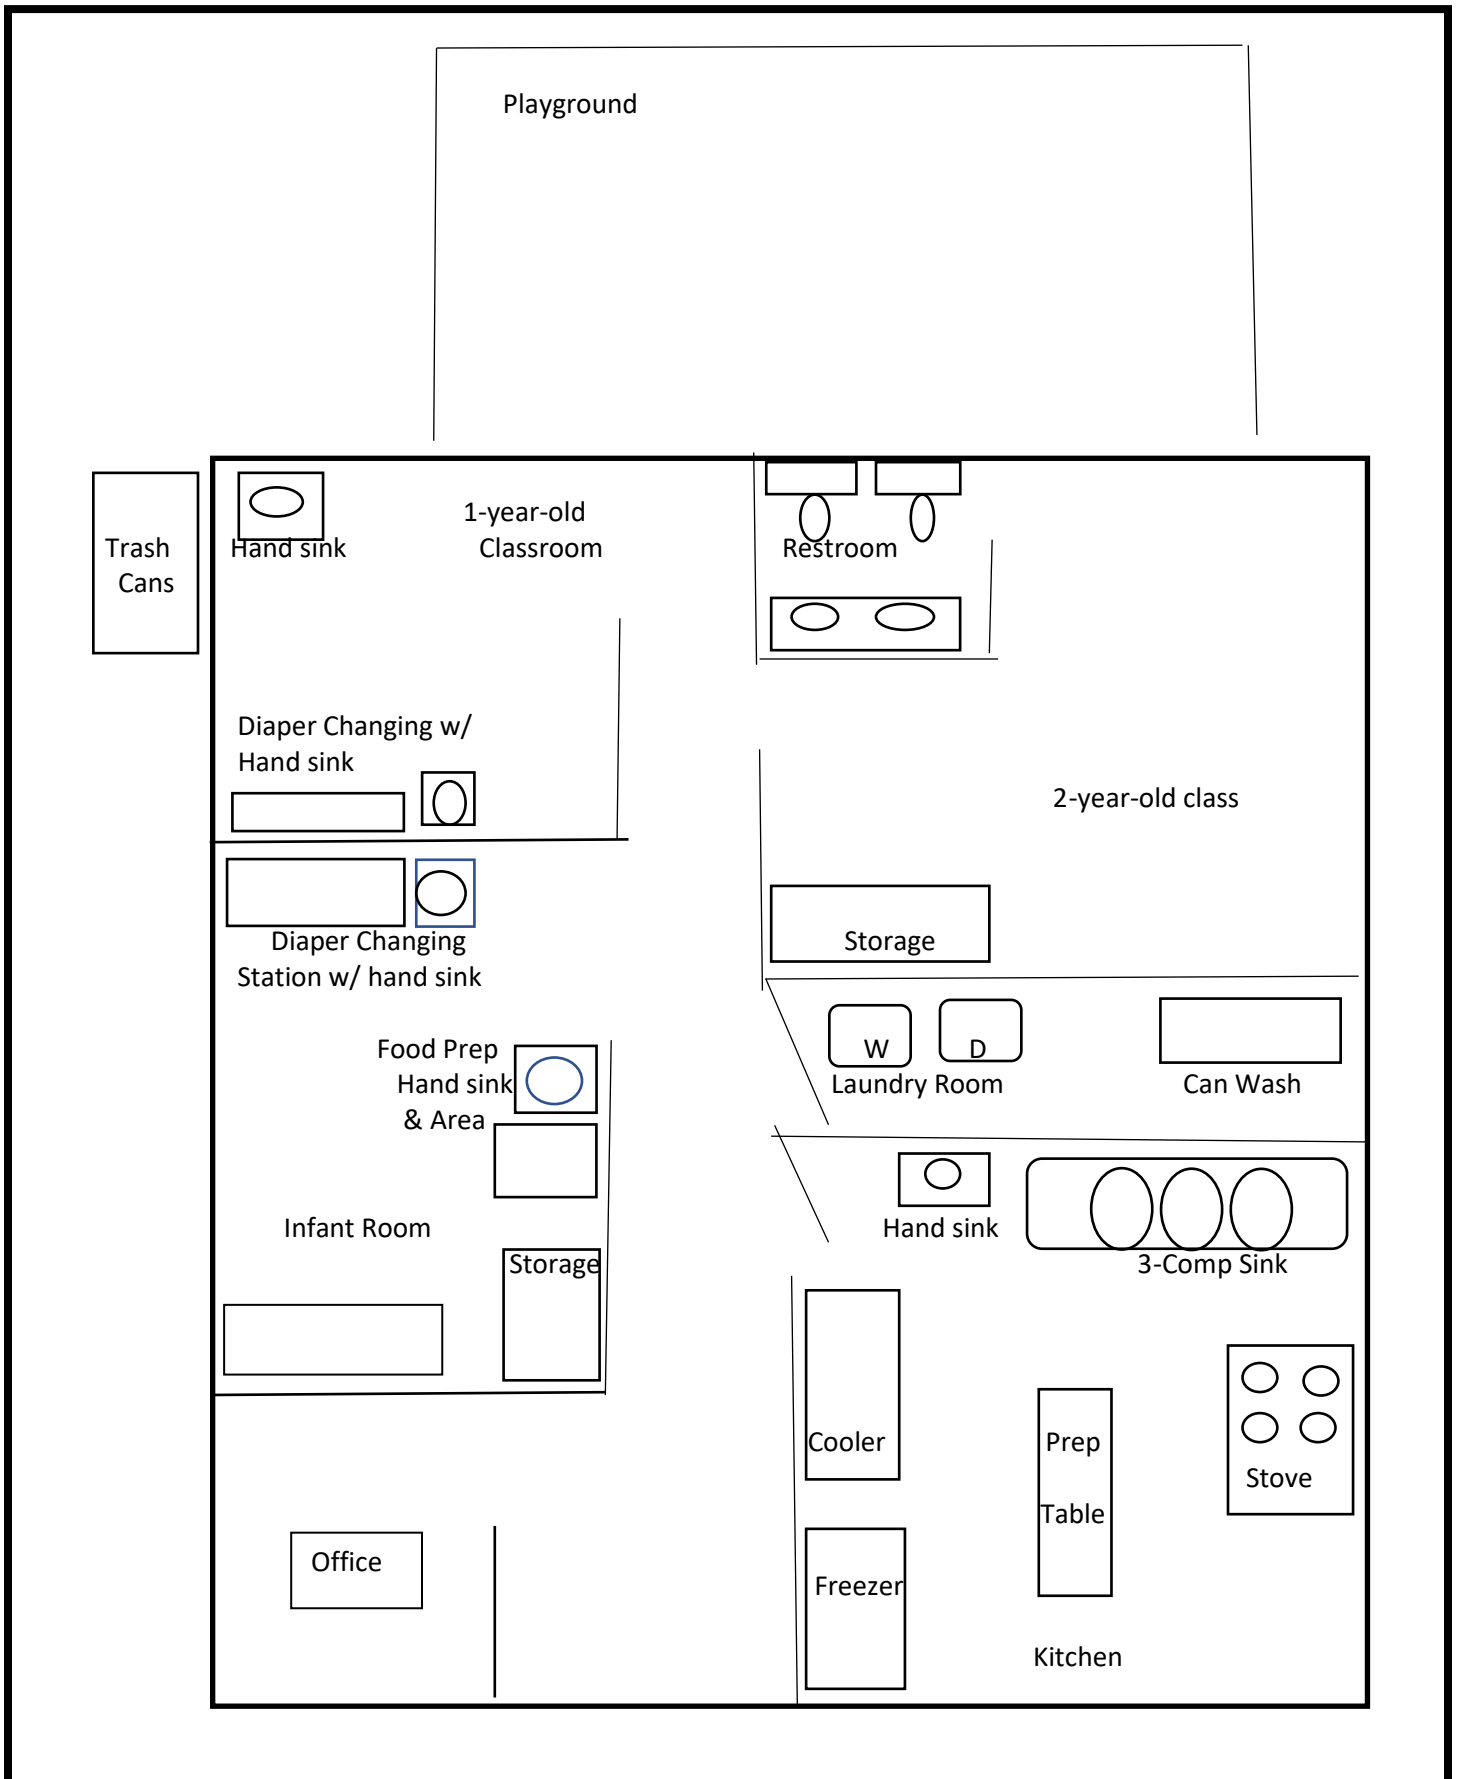 Playground
1-year-old
Classroom
Trash
Cans
Hand sink
Restroom
Diaper Changing w/
Hand sink
2-year-old class
Diaper Changing
Station w/ hand sink
Storage
Food Prep
Hand sink
& Area
W
D
Laundry Room
Can Wash
Infant Room
Storage
Hand sink
3-Comp Sink
Cooler
Prep
Table
Stove
Office
Freezer
Kitchen